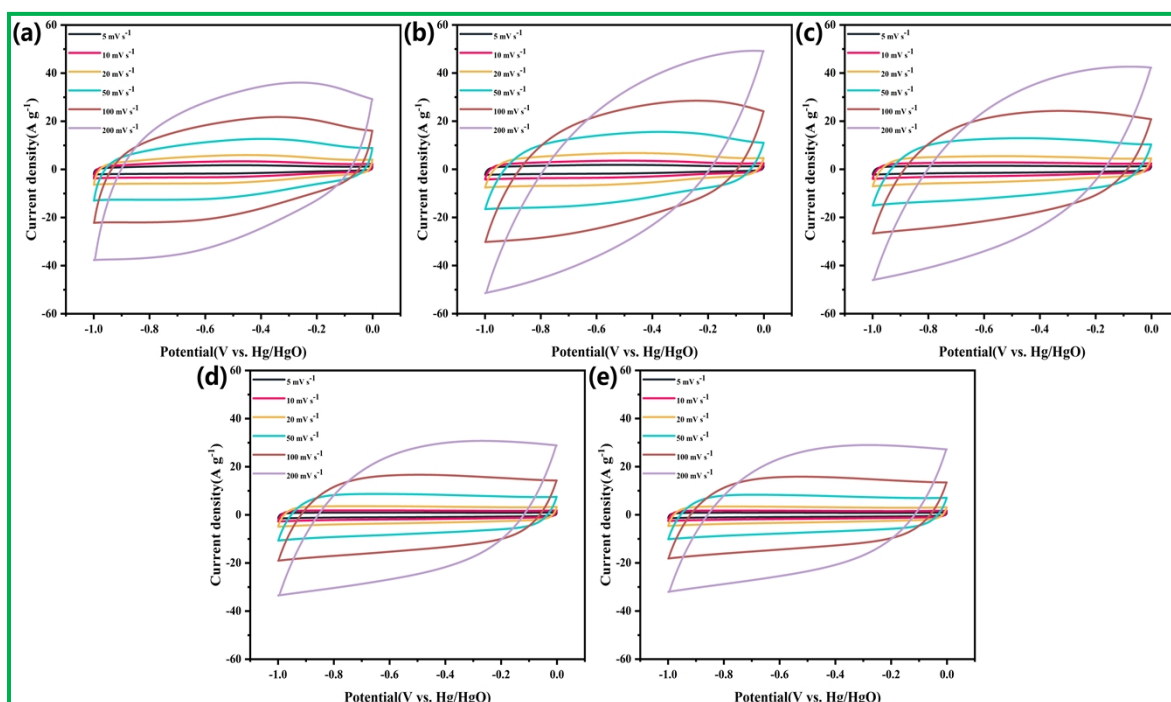 (a)
5 mV s⁻¹
10 mV s⁻¹
20 mV s⁻¹
50 mV s⁻¹
100 mV s⁻¹
200 mV s⁻¹
60
40
20
0
-20
-40
-60
Current density(A g⁻¹)
-1.0 -0.8 -0.6 -0.4 -0.2 0.0
Potential(V vs. Hg/HgO)
(b)
5 mV s⁻¹
10 mV s⁻¹
20 mV s⁻¹
50 mV s⁻¹
100 mV s⁻¹
200 mV s⁻¹
60
40
20
0
-20
-40
-60
Current density(A g⁻¹)
-1.0 -0.8 -0.6 -0.4 -0.2 0.0
Potential(V vs. Hg/HgO)
(c)
5 mV s⁻¹
10 mV s⁻¹
20 mV s⁻¹
50 mV s⁻¹
100 mV s⁻¹
200 mV s⁻¹
60
40
20
0
-20
-40
-60
Current density(A g⁻¹)
-1.0 -0.8 -0.6 -0.4 -0.2 0.0
Potential(V vs. Hg/HgO)
(d)
5 mV s⁻¹
10 mV s⁻¹
20 mV s⁻¹
50 mV s⁻¹
100 mV s⁻¹
200 mV s⁻¹
60
40
20
0
-20
-40
-60
Current density(A g⁻¹)
-1.0 -0.8 -0.6 -0.4 -0.2 0.0
Potential(V vs. Hg/HgO)
(e)
5 mV s⁻¹
10 mV s⁻¹
20 mV s⁻¹
50 mV s⁻¹
100 mV s⁻¹
200 mV s⁻¹
60
40
20
0
-20
-40
-60
Current density(A g⁻¹)
-1.0 -0.8 -0.6 -0.4 -0.2 0.0
Potential(V vs. Hg/HgO)